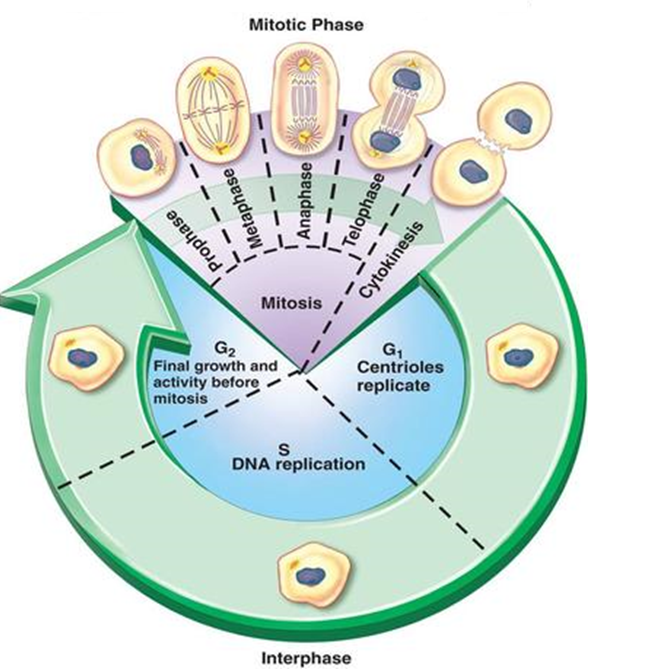 Mitotic Phase
Prophase
Metaphase
Anaphase
Telophase
Cytokinesis
Mitosis
G₂
Final growth and
activity before
mitosis
G₁
Centrioles
replicate
S
DNA replication
Interphase